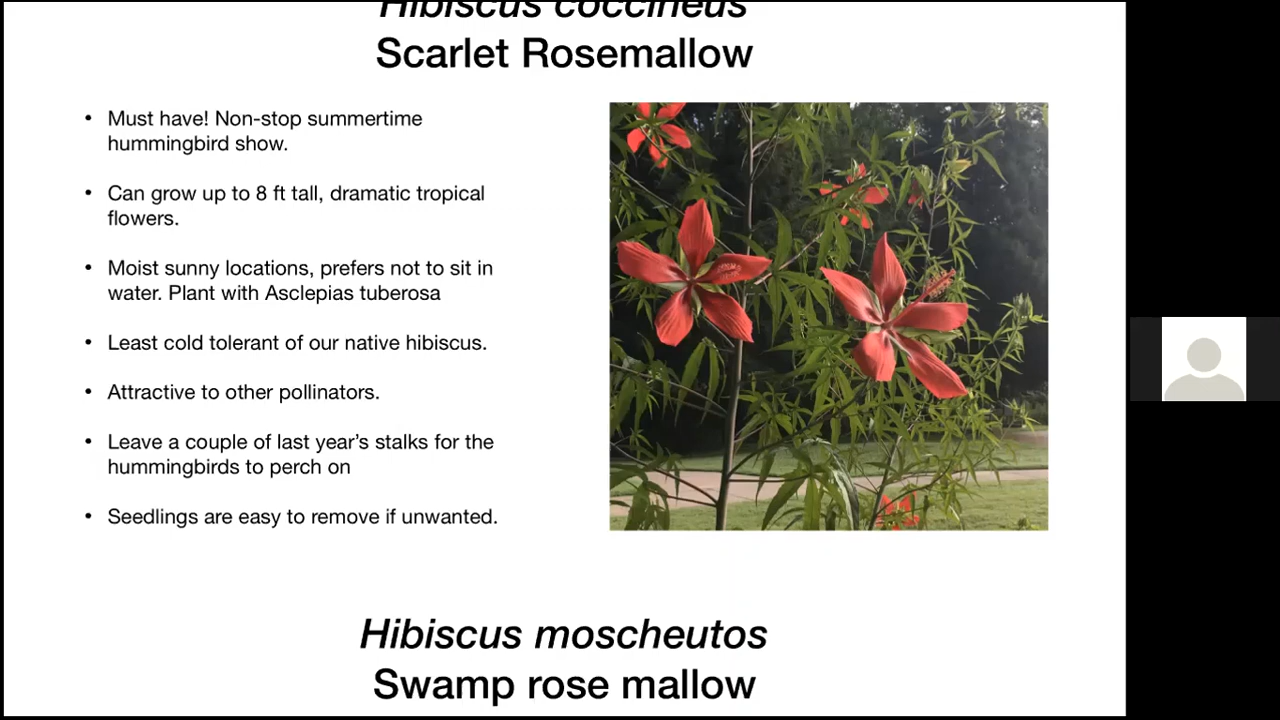 Hibiscus coccineus
Scarlet Rosemallow
• Must have! Non-stop summertime
hummingbird show.
• Can grow up to 8 ft tall, dramatic tropical
flowers.
• Moist sunny locations, prefers not to sit in
water. Plant with Asclepias tuberosa
• Least cold tolerant of our native hibiscus.
• Attractive to other pollinators.
• Leave a couple of last year’s stalks for the
hummingbirds to perch on
• Seedlings are easy to remove if unwanted.
Hibiscus moscheutos
Swamp rose mallow